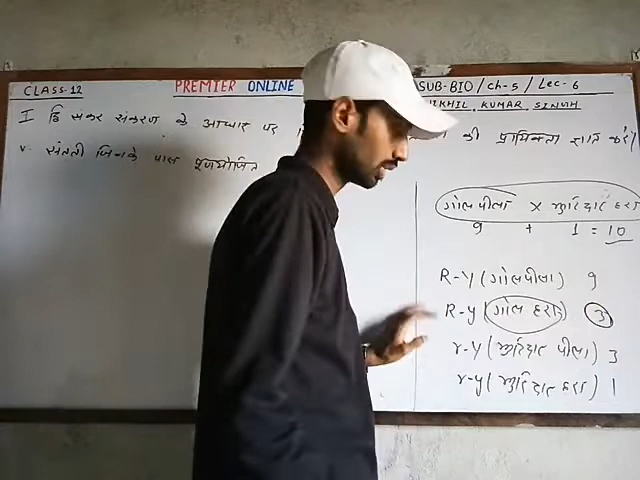 CLASS-12 PREMIER ONLINE SUB-BIO/Ch-5/Lec-6
NIKHIL KUMAR SINGH
I द्वि संकर संकरण के आधार पर की प्रायिकता ज्ञात करें।
v. संतती जिनके पास
गोल पीला x झुर्रिदार हरा
9 + 1 = 10
R-Y (गोल पीला) 9
R-y (गोल हरा) 3
r-Y (झुर्रिदार पीला) 3
r-y (झुर्रिदार हरा) 1